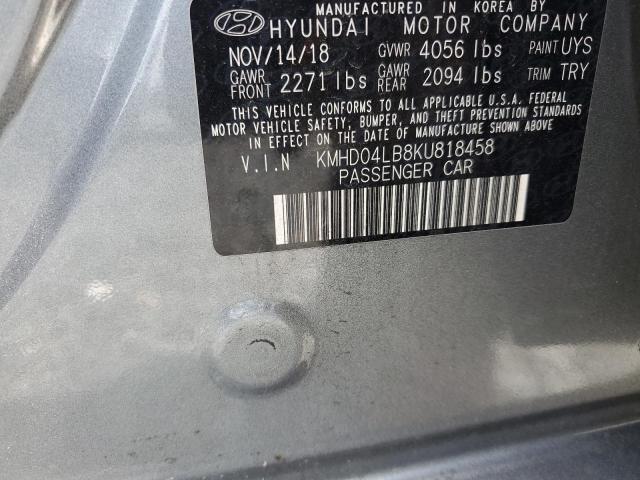 MANUFACTURED IN KOREA BY
HYUNDAI MOTOR COMPANY
NOV/14/18 GVWR 4056 lbs PAINT UYS
GAWR FRONT 2271 lbs GAWR REAR 2094 lbs TRIM TRY
THIS VEHICLE CONFORMS TO ALL APPLICABLE U.S.A. FEDERAL
MOTOR VEHICLE SAFETY, BUMPER, AND THEFT PREVENTION STANDARDS
IN EFFECT ON THE DATE OF MANUFACTURE SHOWN ABOVE.
V.I.N KMHD04LB8KU818458
PASSENGER CAR